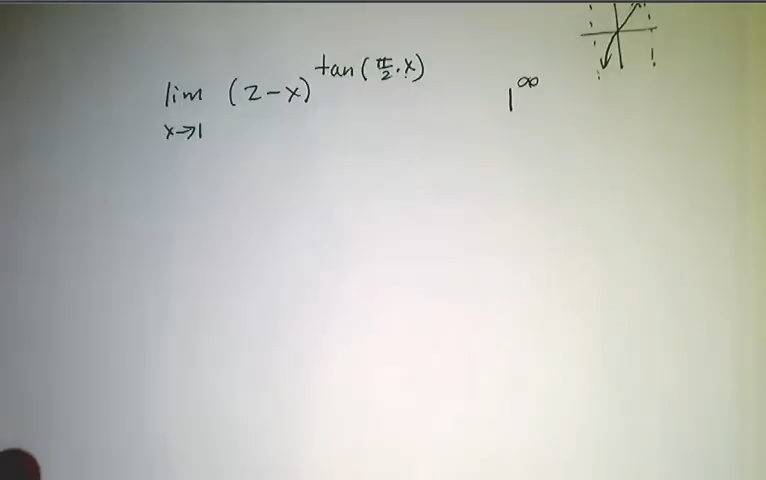 lim (2-x)^tan(π/2 · x)
x→1
1^∞